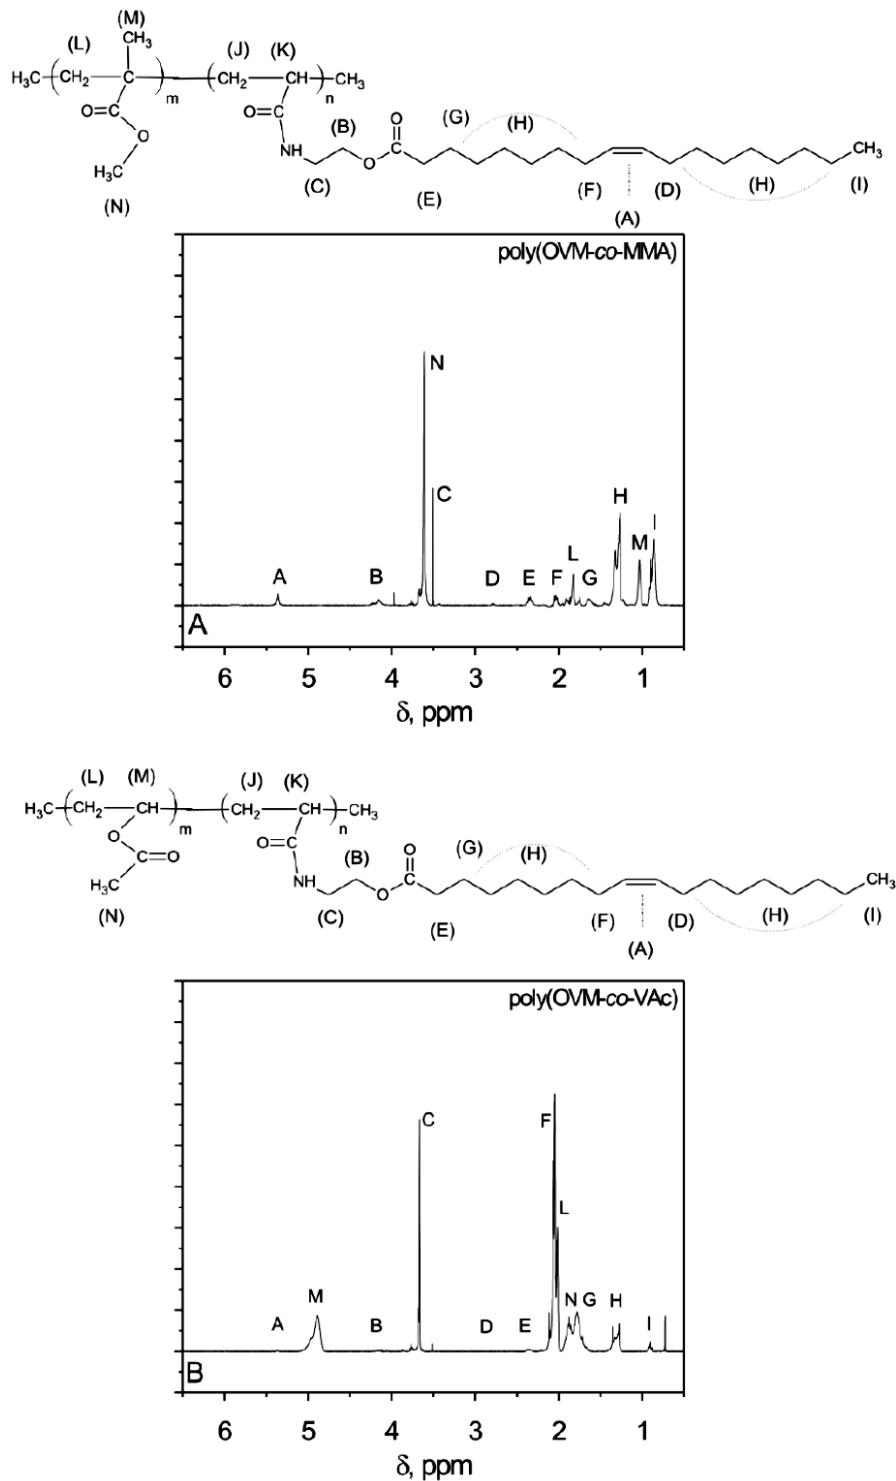 (M)
(L) CH₃ (J) (K)
H₃C CH₂ C m CH₂ CH n CH₃
O O (G) (H)
O (B)
O NH O
H₃C (C) (E) (F) (D) (H) CH₃ (I)
(N) (A)
poly(OVM-co-MMA)
N
C
H
I
L M
A B D E F G
A
6 5 4 3 2 1
δ, ppm
(L) (M) (J) (K)
H₃C CH₂ CH m CH₂ CH n CH₃
O O O (G) (H)
O (B)
H₃C NH O CH₃
(N) (C) (E) (F) (D) (H) (I)
(A)
poly(OVM-co-VAc)
C F
L
M N G H
A B D E I
B
6 5 4 3 2 1
δ, ppm